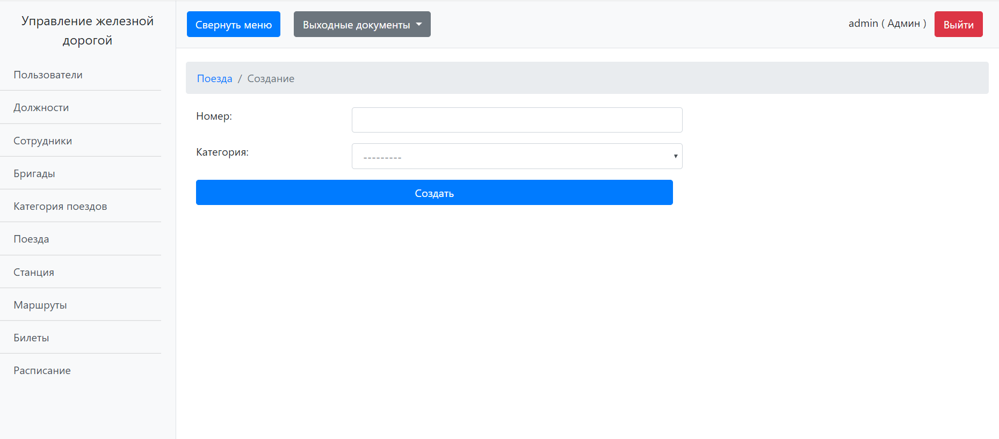 Управление железной
дорогой
Пользователи
Должности
Сотрудники
Бригады
Категория поездов
Поезда
Станция
Маршруты
Билеты
Расписание
Свернуть меню
Выходные документы
admin ( Админ )
Выйти
Поезда / Создание
Номер:
Категория:
---------
Создать